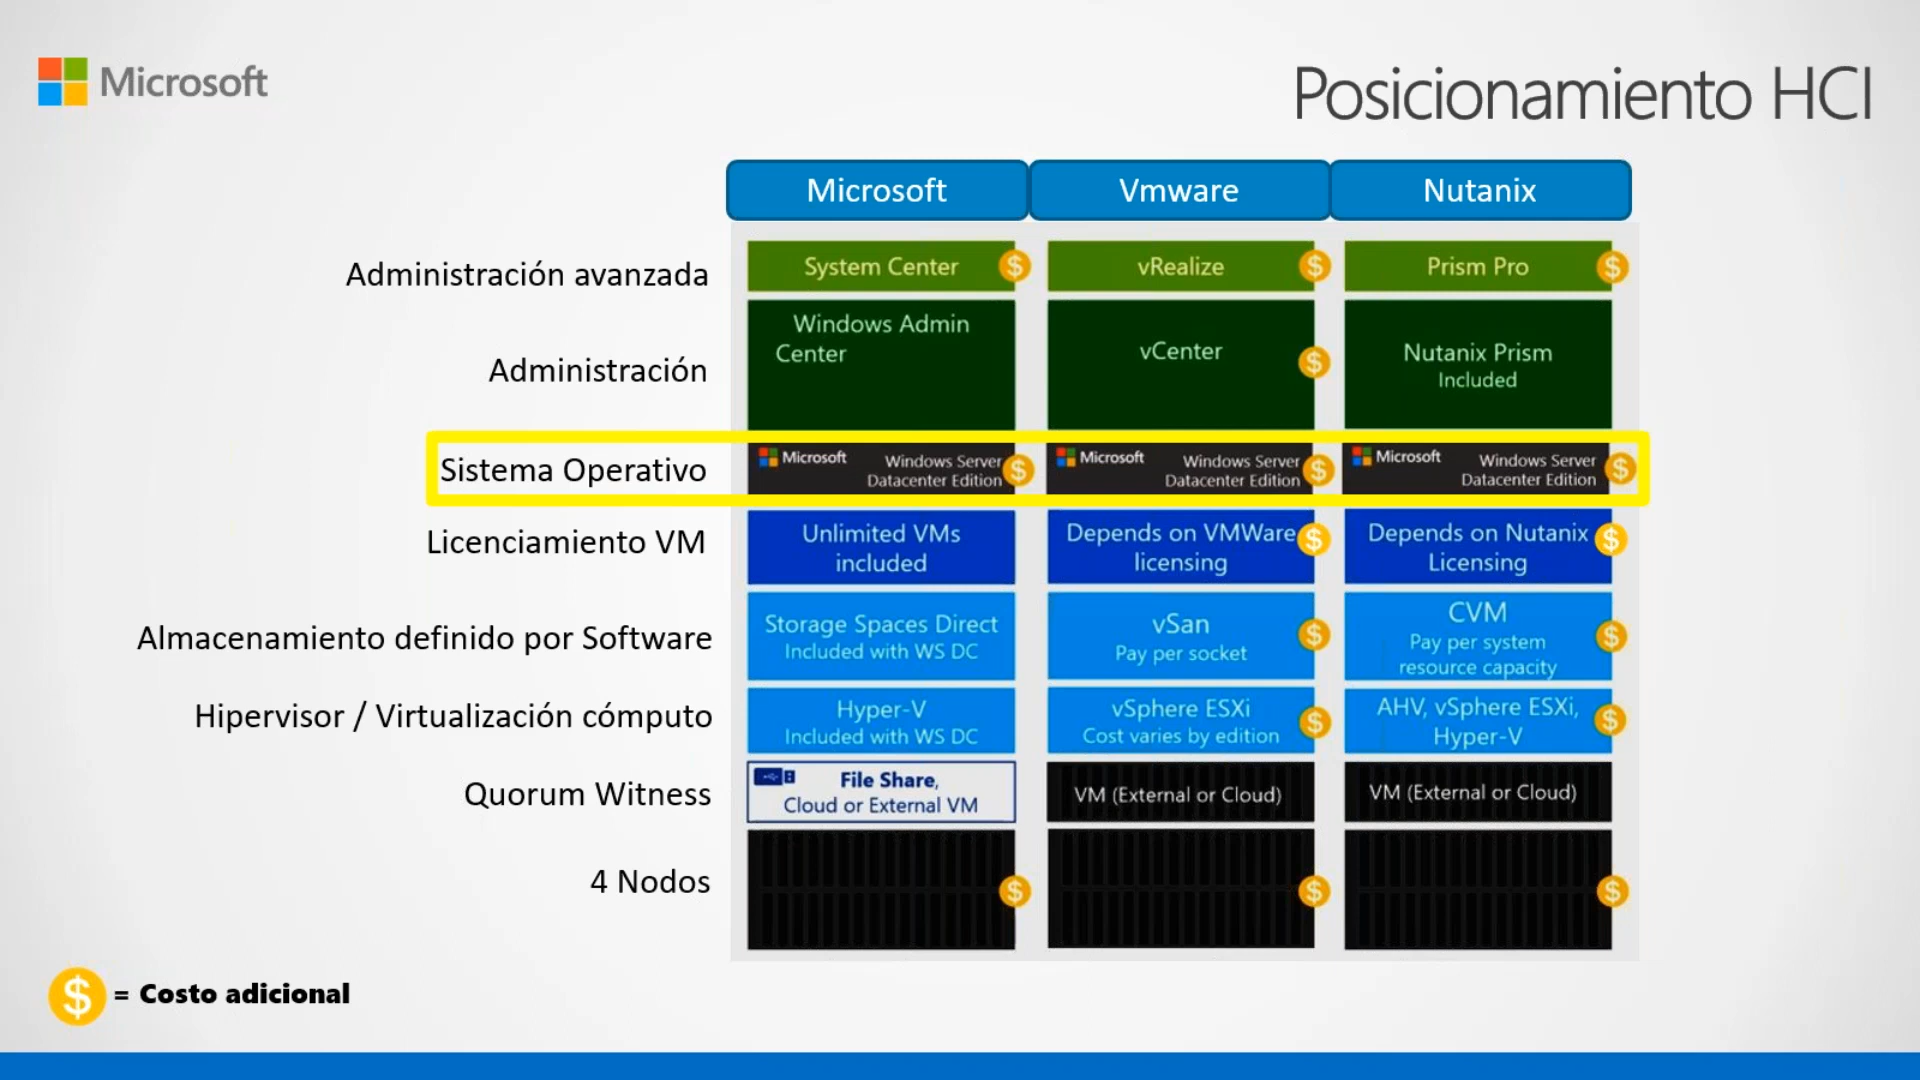 Microsoft
Posicionamiento HCI
Microsoft Vmware Nutanix
Administración avanzada
System Center $
vRealize $
Prism Pro $
Administración
Windows Admin
Center
vCenter $
Nutanix Prism
Included
Sistema Operativo
Microsoft Windows Server
Datacenter Edition $
Microsoft Windows Server
Datacenter Edition $
Microsoft Windows Server
Datacenter Edition $
Licenciamiento VM
Unlimited VMs
included
Depends on VMWare $
licensing
Depends on Nutanix $
Licensing
Almacenamiento definido por Software
Storage Spaces Direct
Included with WS DC
vSan $
Pay per socket
CVM
Pay per system $
resource capacity
Hipervisor / Virtualización cómputo
Hyper-V
Included with WS DC
vSphere ESXi $
Cost varies by edition
AHV, vSphere ESXi, $
Hyper-V
Quorum Witness
File Share,
Cloud or External VM
VM (External or Cloud)
VM (External or Cloud)
4 Nodos
$ $ $
$ = Costo adicional